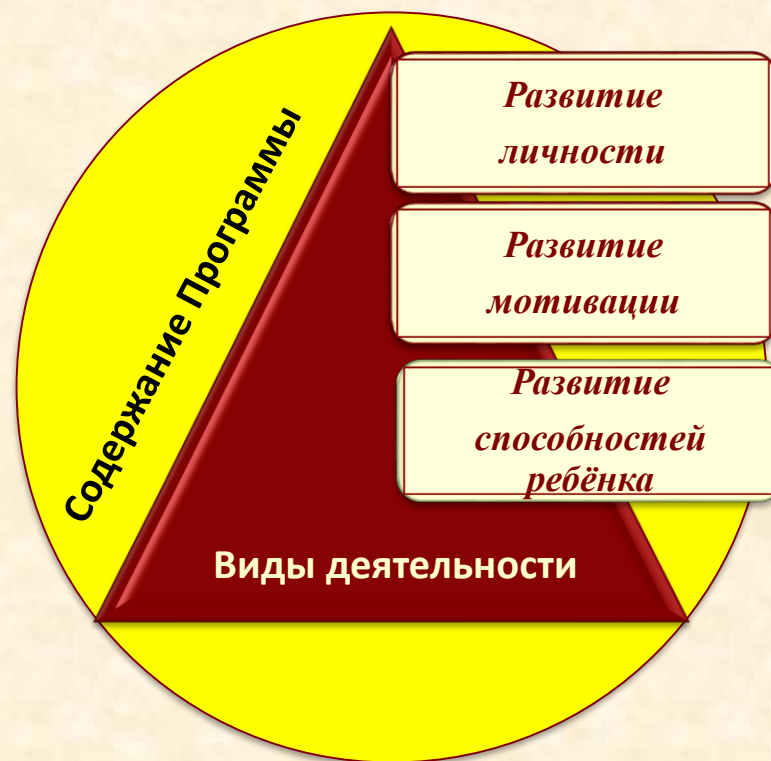 Содержание Программы
Развитие
личности
Развитие
мотивации
Развитие
способностей
ребёнка
Виды деятельности